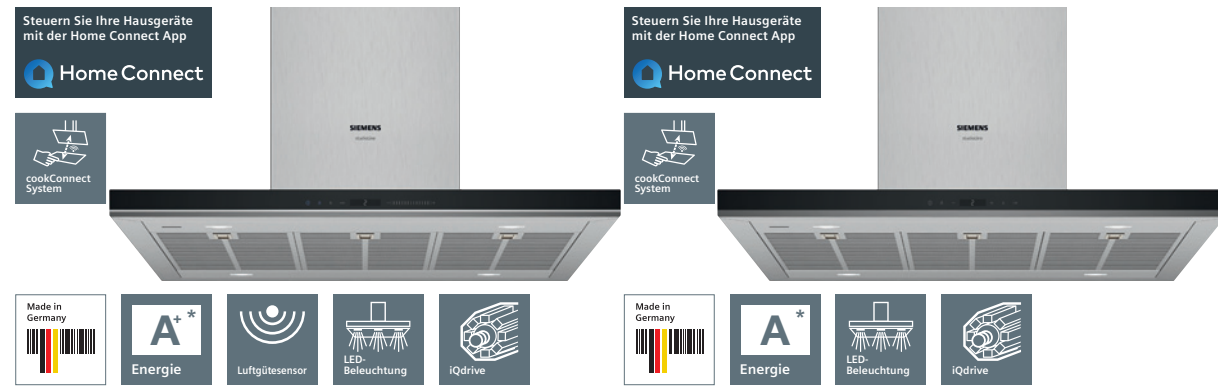 Steuern Sie Ihre Hausgeräte
mit der Home Connect App
Home Connect
cookConnect
System
SIEMENS
Made in
Germany
A+ *
Energie
Luftgütesensor
LED-
Beleuchtung
iQdrive
Steuern Sie Ihre Hausgeräte
mit der Home Connect App
Home Connect
cookConnect
System
SIEMENS
Made in
Germany
A *
Energie
LED-
Beleuchtung
iQdrive